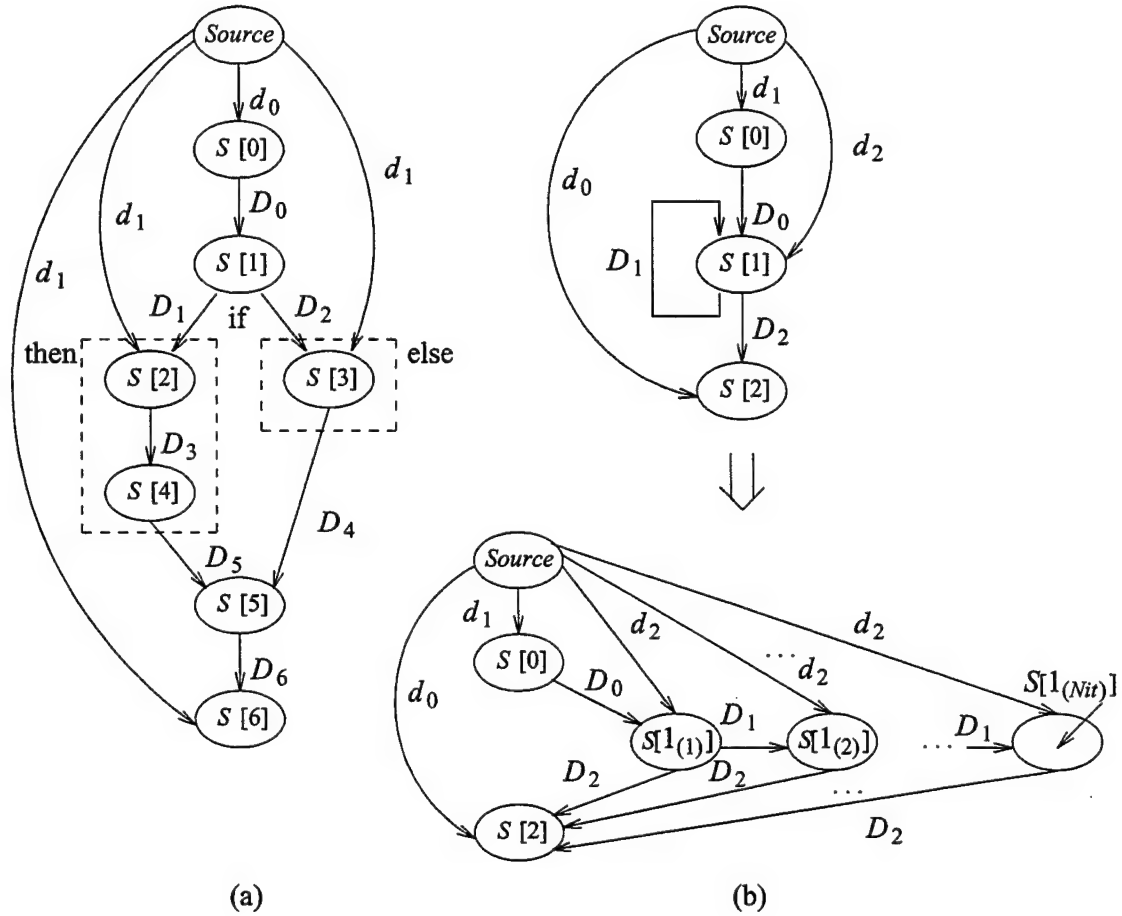 Source
d0
S [0]
d1
d1
d1
D0
S [1]
D1
if
D2
then
else
S [2]
S [3]
D3
S [4]
D4
D5
S [5]
D6
S [6]
(a)
Source
d1
S [0]
d2
d0
D0
D1
S [1]
D2
S [2]
Source
d1
d2
d2
S [0]
...
d2
d0
D0
S[1(Nit)]
S[1(1)]
D1
S[1(2)]
...
D1
D2
D2
...
S [2]
D2
(b)